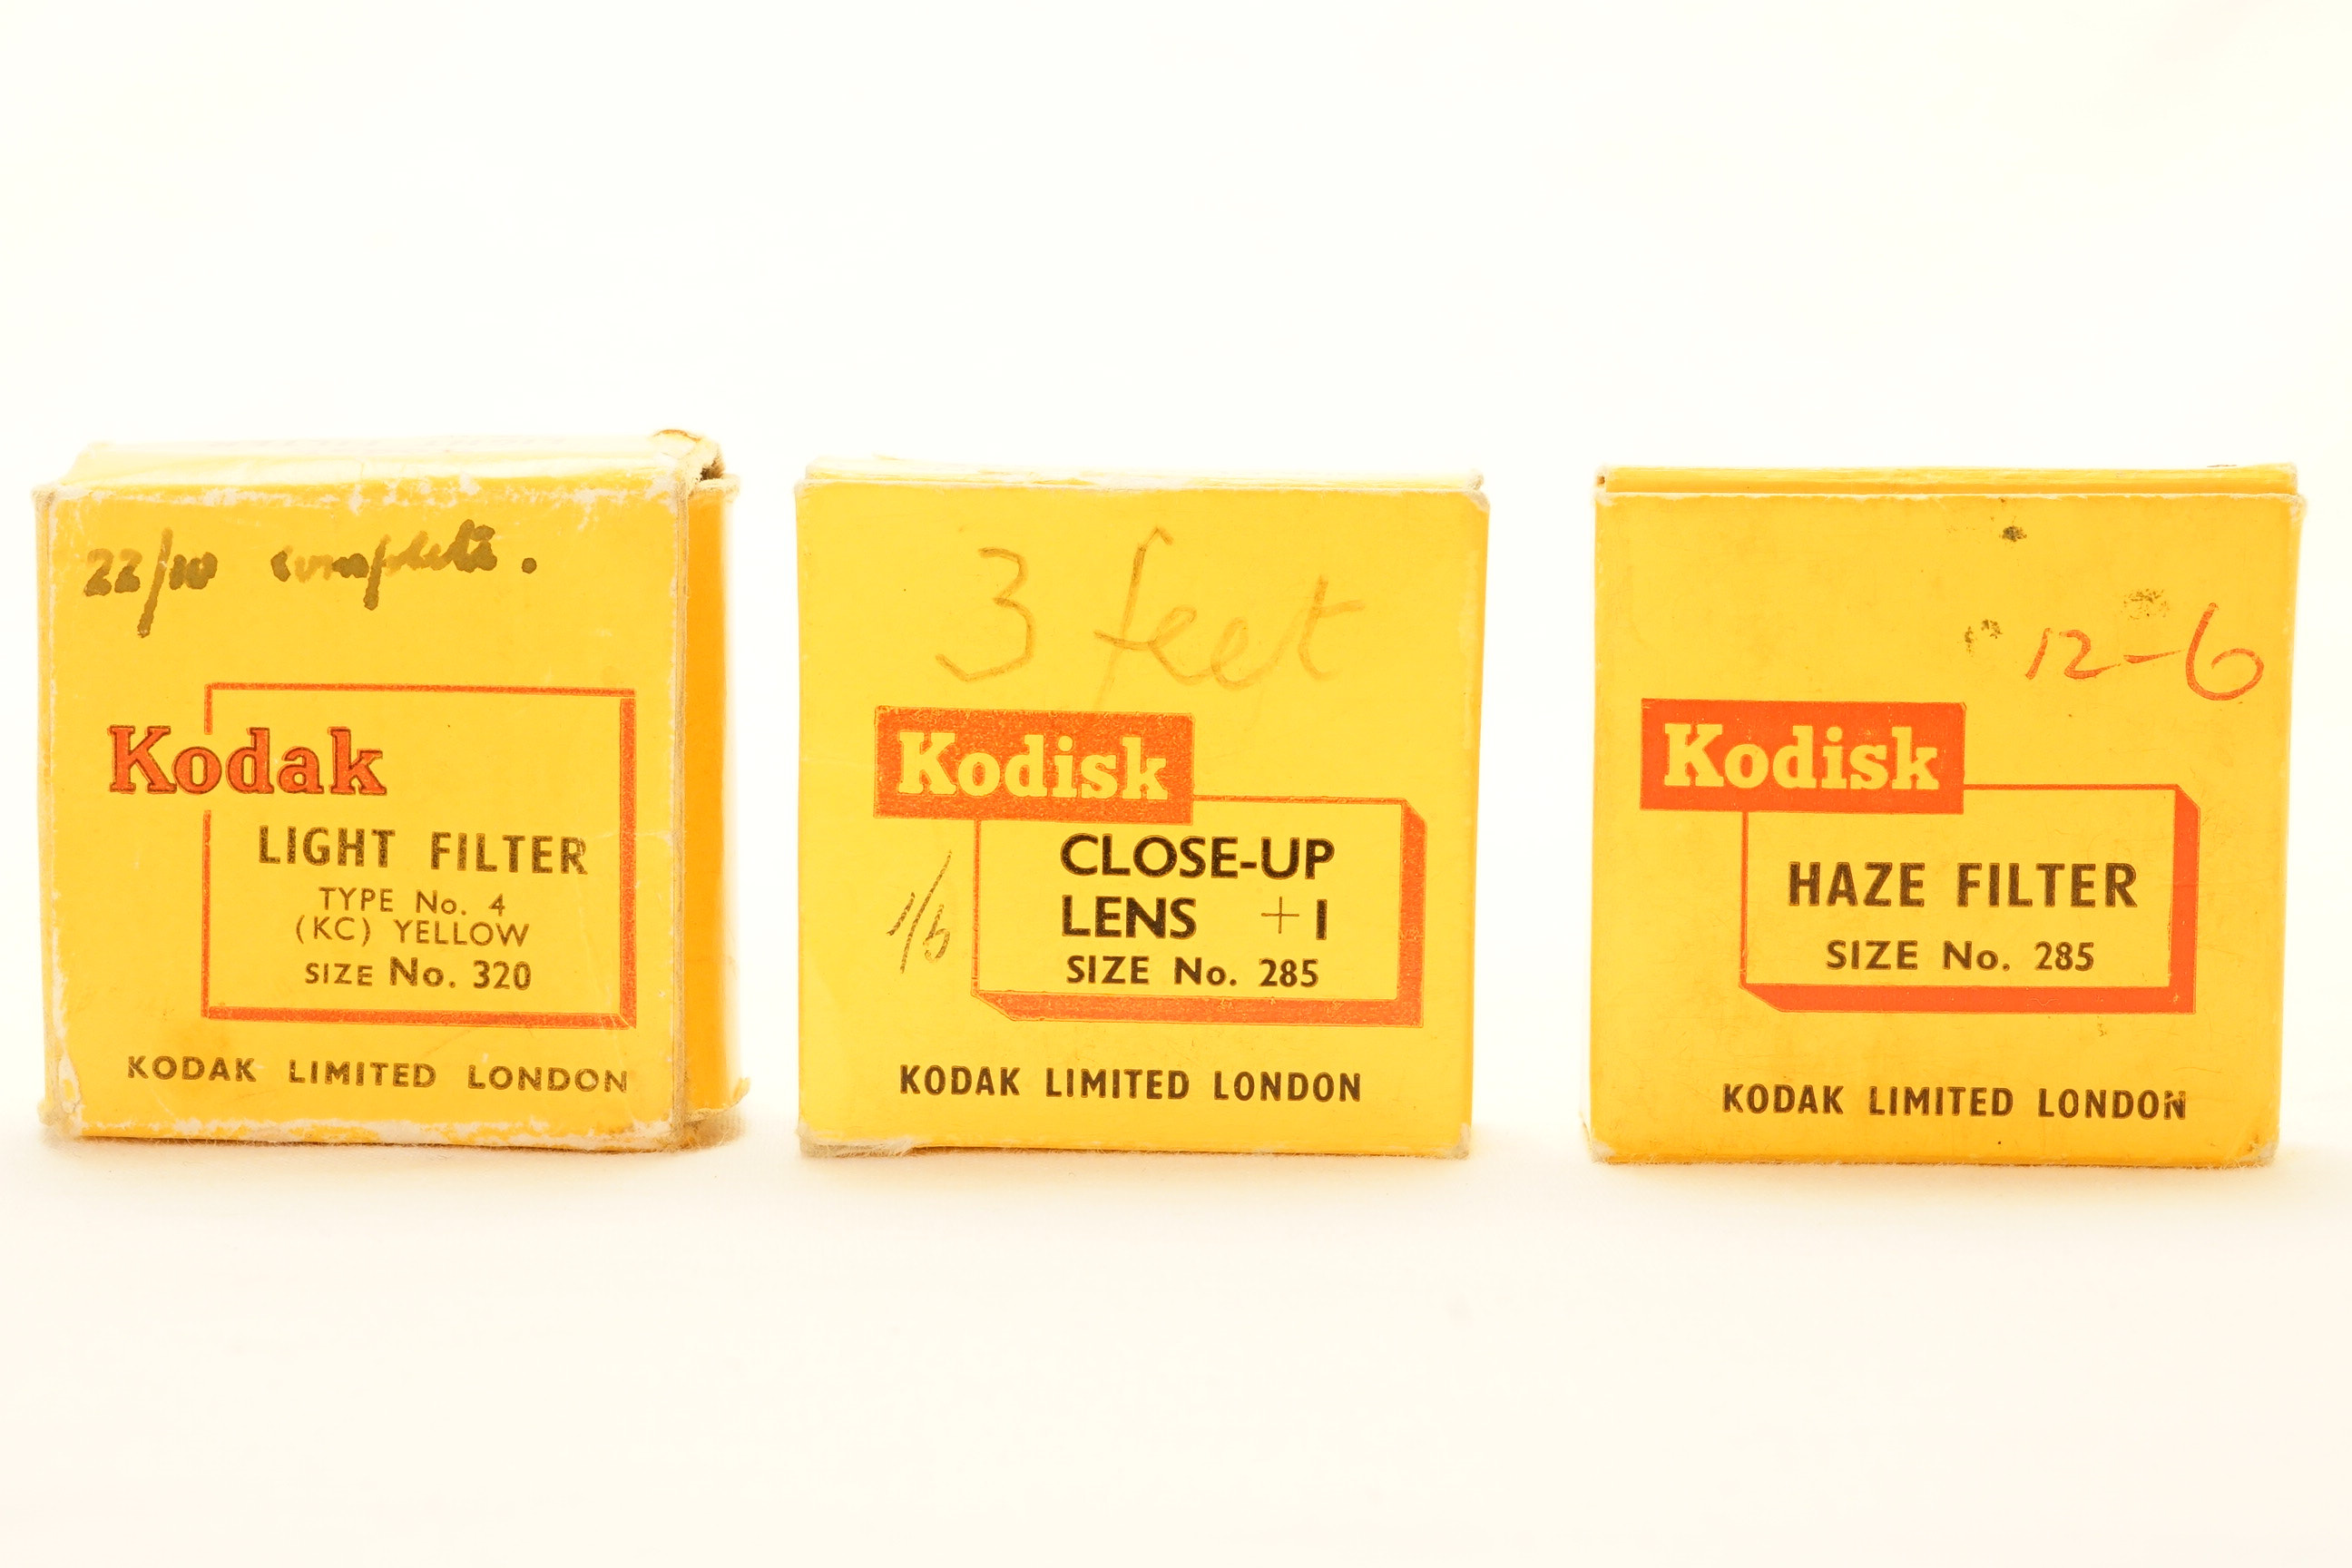 22/10 complete.
Kodak
LIGHT FILTER
TYPE No. 4
(KC) YELLOW
SIZE No. 320
KODAK LIMITED LONDON
3 feet
Kodisk
CLOSE-UP
LENS +1
1/6
SIZE No. 285
KODAK LIMITED LONDON
12-6
Kodisk
HAZE FILTER
SIZE No. 285
KODAK LIMITED LONDON